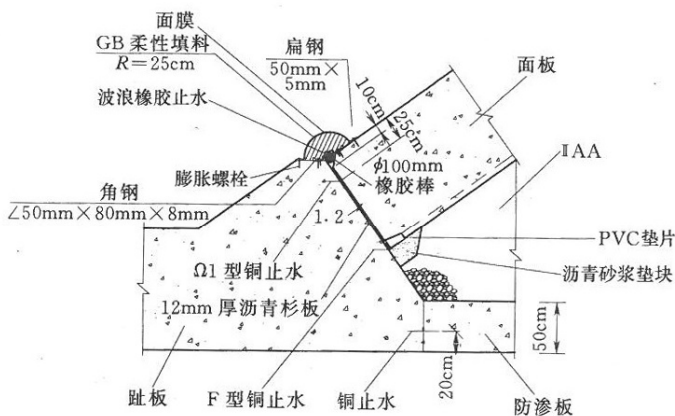 面膜
GB 柔性填料
R=25cm
波浪橡胶止水
扁钢
50mm×
5mm
10cm
25cm
面板
ⅡAA
ϕ100mm
橡胶棒
膨胀螺栓
角钢
∠50mm×80mm×8mm
1.2
PVC垫片
Ω1 型铜止水
沥青砂浆垫块
12mm 厚沥青杉板
50cm
20cm
趾板
F 型铜止水
铜止水
防渗板